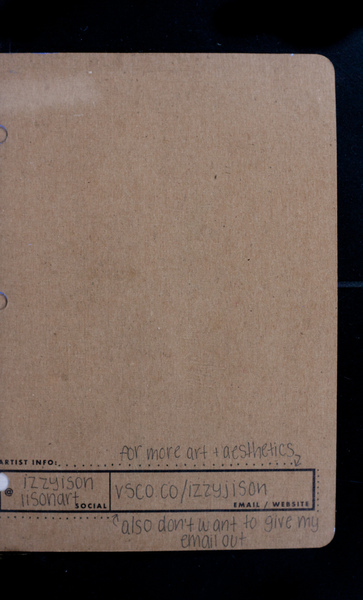 for more art + aesthetics
ARTIST INFO:
@ izzyjison
iisonart SOCIAL
vsco.co/izzyjison
EMAIL / WEBSITE
also don't want to give my
email out.